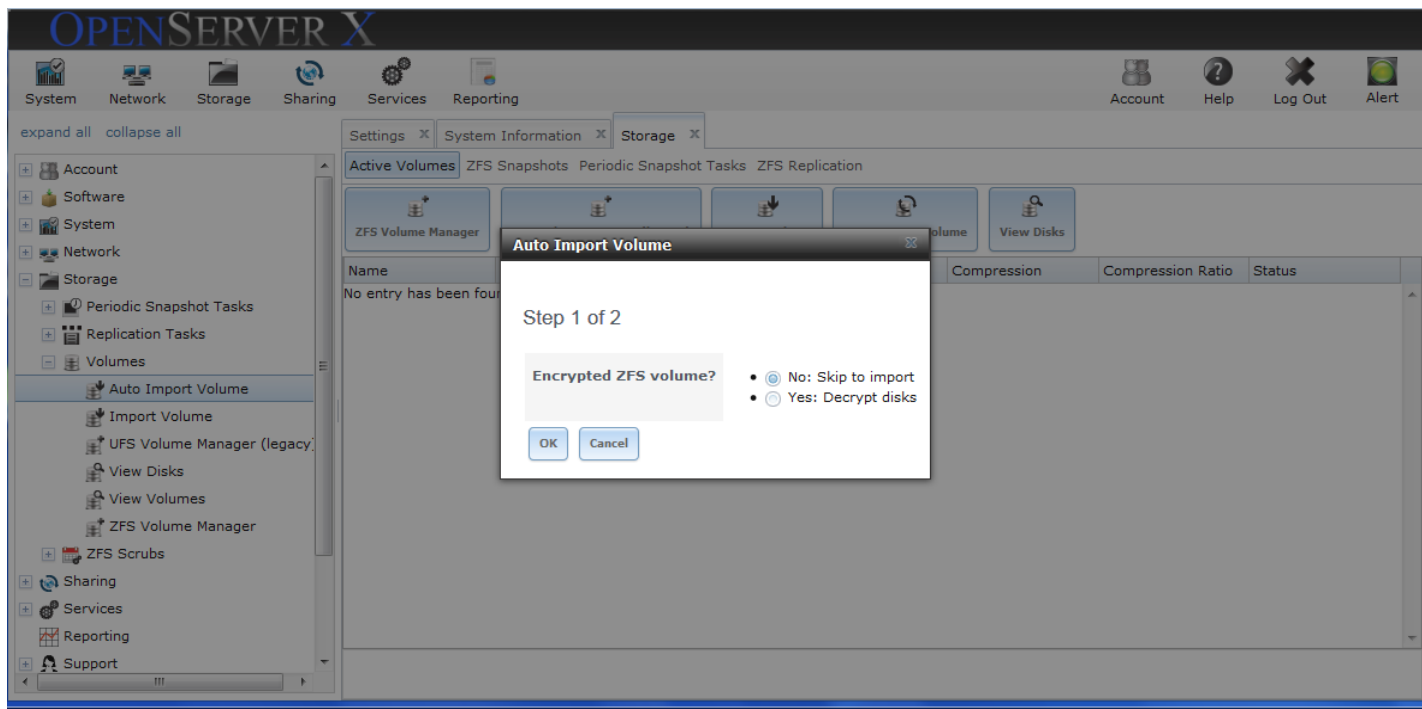 OPENSERVER X
System Network Storage Sharing Services Reporting Account Help Log Out Alert
expand all collapse all
Settings X System Information X Storage X
Active Volumes ZFS Snapshots Periodic Snapshot Tasks ZFS Replication
ZFS Volume Manager
olume
View Disks
Name Compression Compression Ratio Status
No entry has been fou
Account
Software
System
Network
Storage
Periodic Snapshot Tasks
Replication Tasks
Volumes
Auto Import Volume
Import Volume
UFS Volume Manager (legacy)
View Disks
View Volumes
ZFS Volume Manager
ZFS Scrubs
Sharing
Services
Reporting
Support
Auto Import Volume
Step 1 of 2
Encrypted ZFS volume?
No: Skip to import
Yes: Decrypt disks
OK Cancel